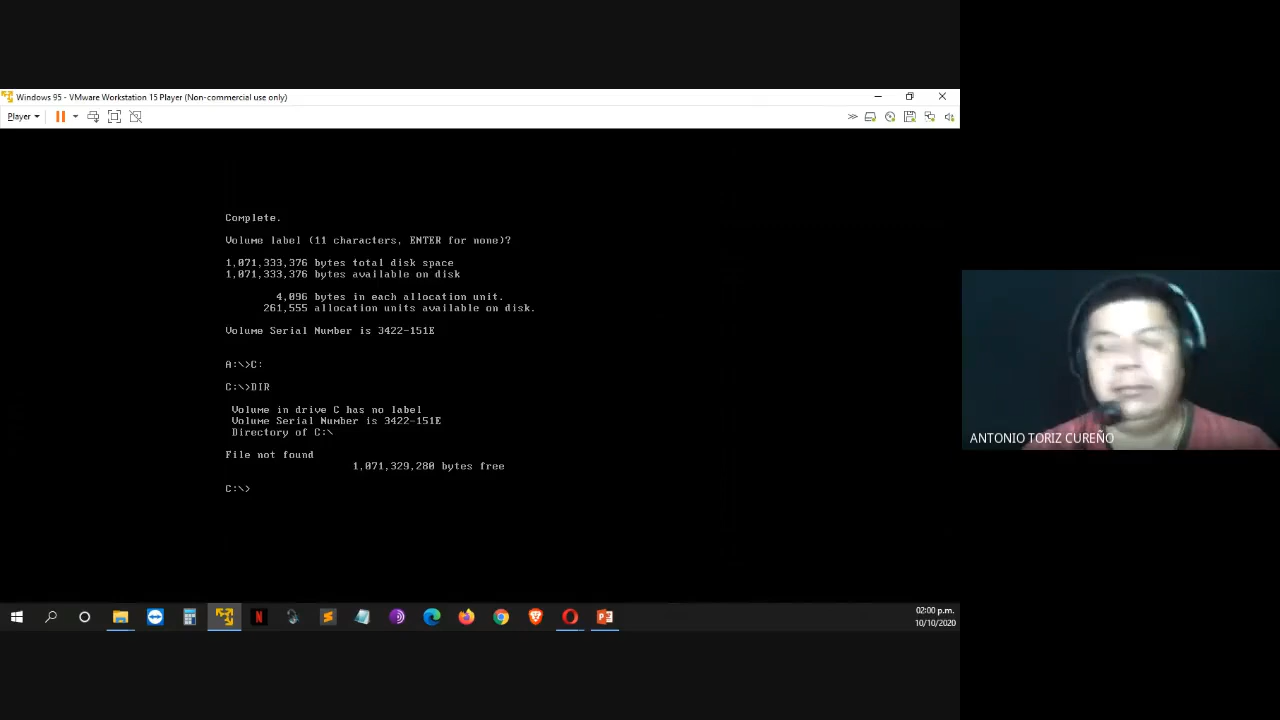 Windows 95 - VMware Workstation 15 Player (Non-commercial use only)
Player
Complete.
Volume label (11 characters, ENTER for none)?
1,071,333,376 bytes total disk space
1,071,333,376 bytes available on disk
4,096 bytes in each allocation unit.
261,555 allocation units available on disk.
Volume Serial Number is 3422-151E
A:\>C:
C:\>DIR
Volume in drive C has no label
Volume Serial Number is 3422-151E
Directory of C:\
File not found
1,071,329,280 bytes free
C:\>
ANTONIO TORIZ CUREÑO
02:00 p.m.
10/10/2020